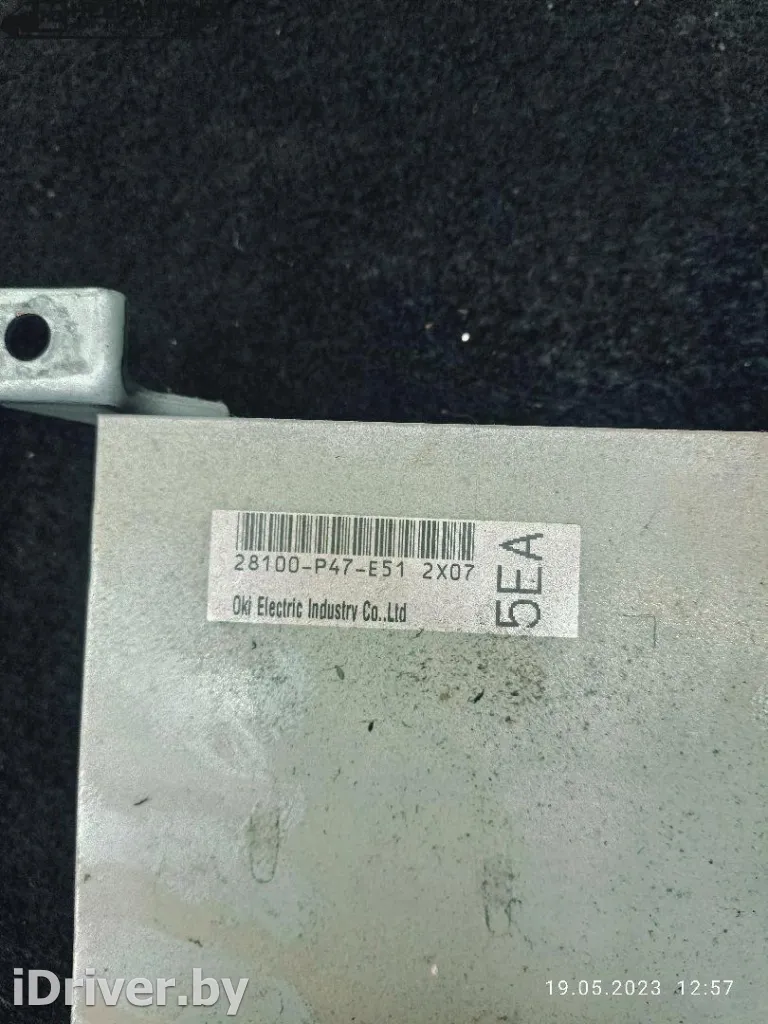 28100-P47-E51 2X07
Oki Electric Industry Co.,Ltd
5EA
iDriver.by
19.05.2023 12:57